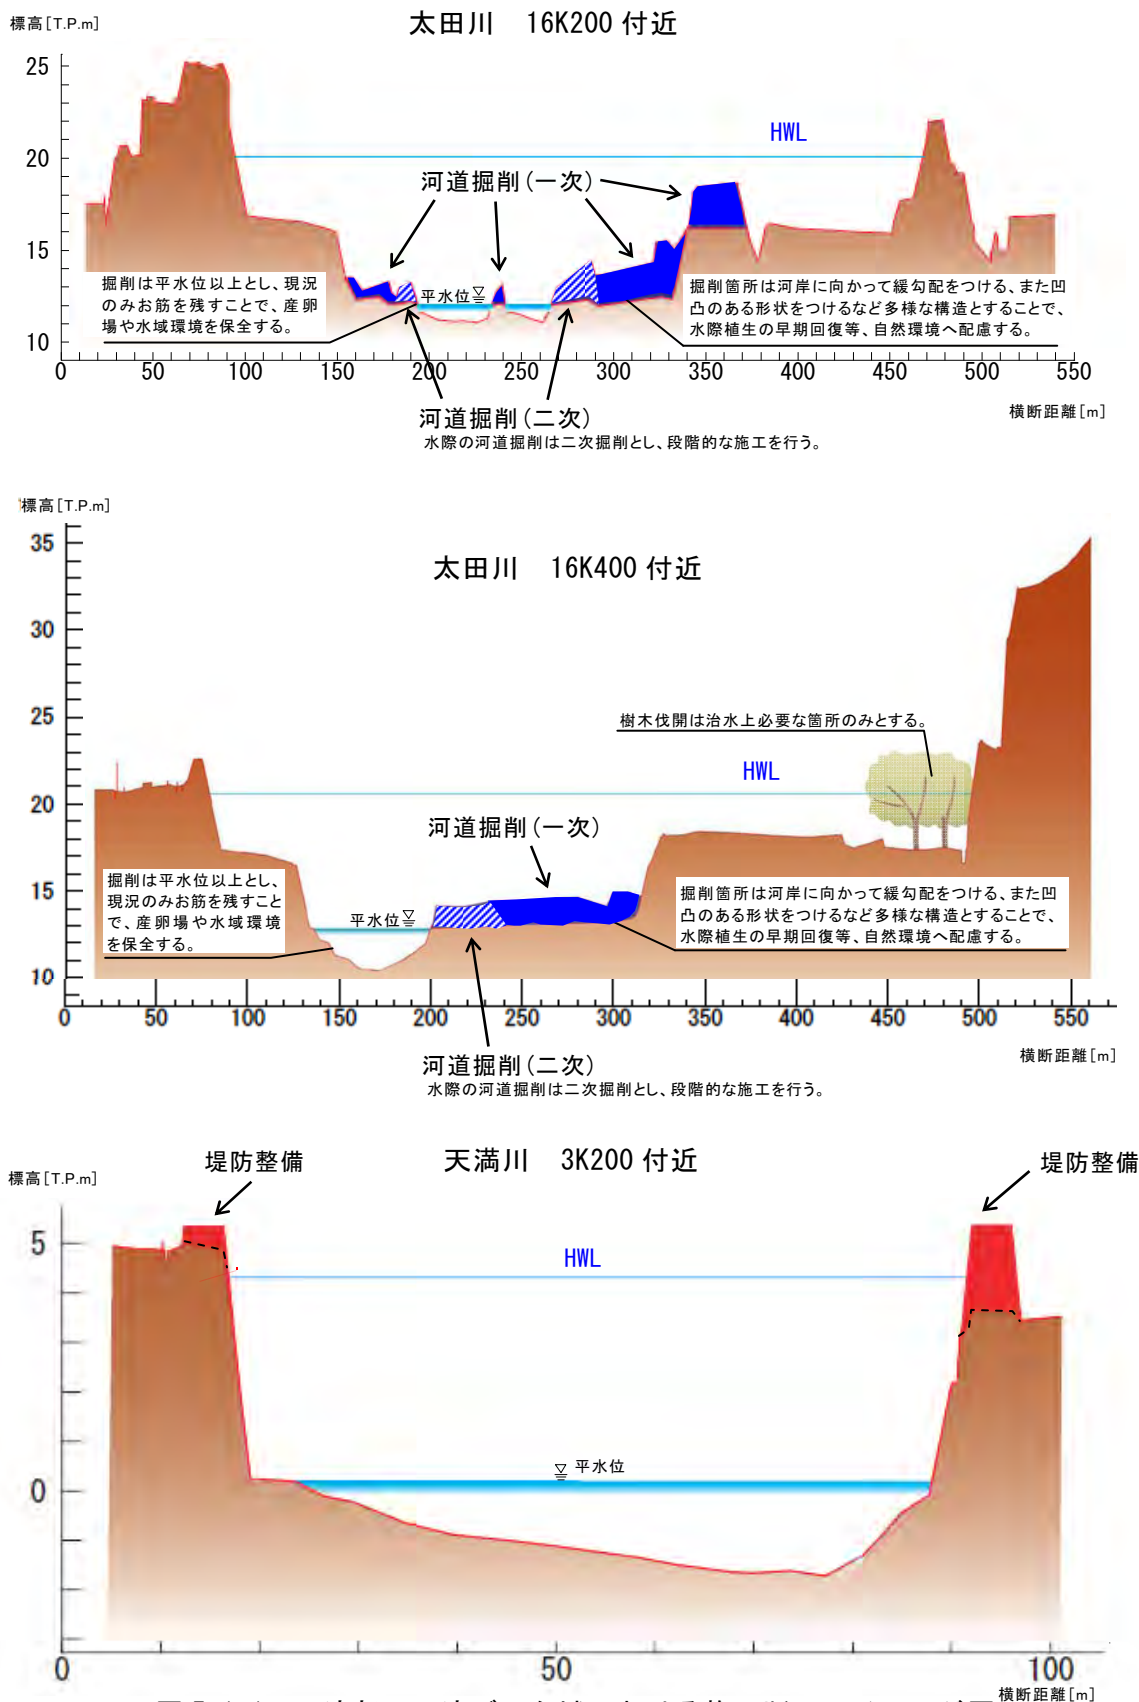 標高[T.P.m]
太田川 16K200 付近
25
20
15
10
HWL
河道掘削(一次)
掘削は平水位以上とし、現況
のみお筋を残すことで、産卵
場や水域環境を保全する。
平水位
掘削箇所は河岸に向かって緩勾配をつける、また凹
凸のある形状をつけるなど多様な構造とすることで、
水際植生の早期回復等、自然環境へ配慮する。
0 50 100 150 200 250 300 350 400 450 500 550
横断距離[m]
河道掘削(二次)
水際の河道掘削は二次掘削とし、段階的な施工を行う。
標高[T.P.m]
太田川 16K400 付近
35
30
25
20
15
10
樹木伐開は治水上必要な箇所のみとする。
HWL
河道掘削(一次)
掘削は平水位以上とし、
現況のみお筋を残すこと
で、産卵場や水域環境
を保全する。
平水位
掘削箇所は河岸に向かって緩勾配をつける、また凹
凸のある形状をつけるなど多様な構造とすることで、
水際植生の早期回復等、自然環境へ配慮する。
0 50 100 150 200 250 300 350 400 450 500 550
横断距離[m]
河道掘削(二次)
水際の河道掘削は二次掘削とし、段階的な施工を行う。
標高[T.P.m]
天満川 3K200 付近
堤防整備
堤防整備
5
0
HWL
平水位
0 50 100
横断距離[m]